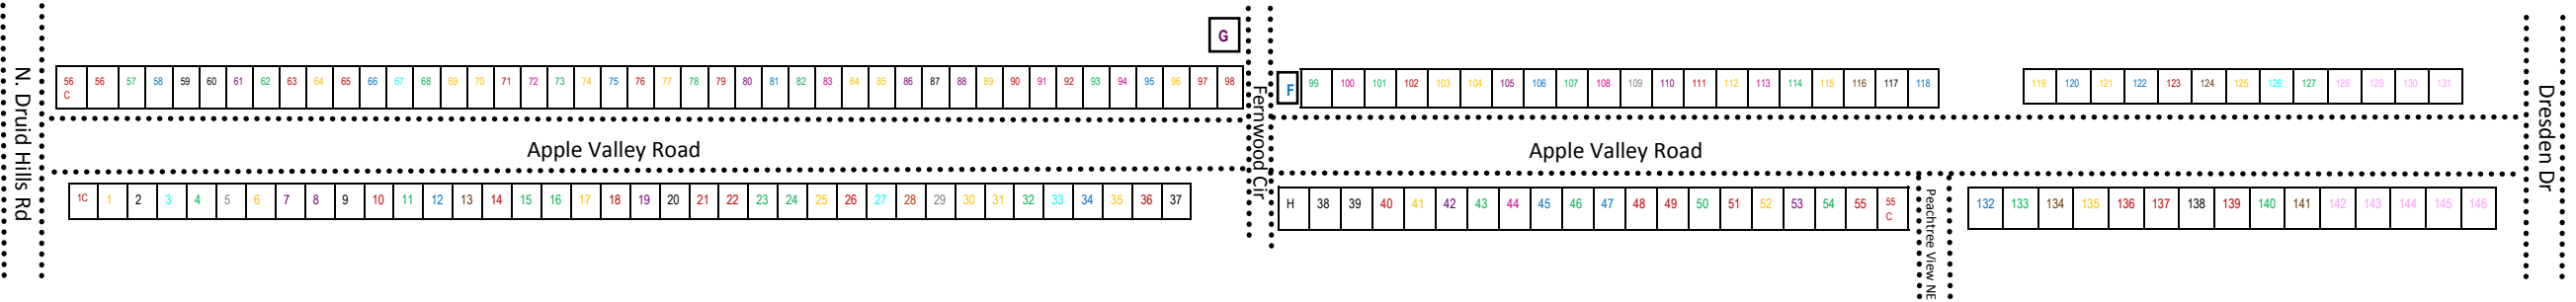 G
56 C 56 57 58 59 60 61 62 63 64 65 66 67 68 69 70 71 72 73 74 75 76 77 78 79 80 81 82 83 84 85 86 87 88 89 90 91 92 93 94 95 96 97 98
F 99 100 101 102 103 104 105 106 107 108 109 110 111 112 113 114 115 116 117 118
119 120 121 122 123 124 125 126 127 128 129 130 131
N. Druid Hills Rd
Apple Valley Road
Fernwood Cir
Apple Valley Road
Dresden Dr
1C 1 2 3 4 5 6 7 8 9 10 11 12 13 14 15 16 17 18 19 20 21 22 23 24 25 26 27 28 29 30 31 32 33 34 35 36 37
H 38 39 40 41 42 43 44 45 46 47 48 49 50 51 52 53 54 55 55 C
Peachtree View NE
132 133 134 135 136 137 138 139 140 141 142 143 144 145 146